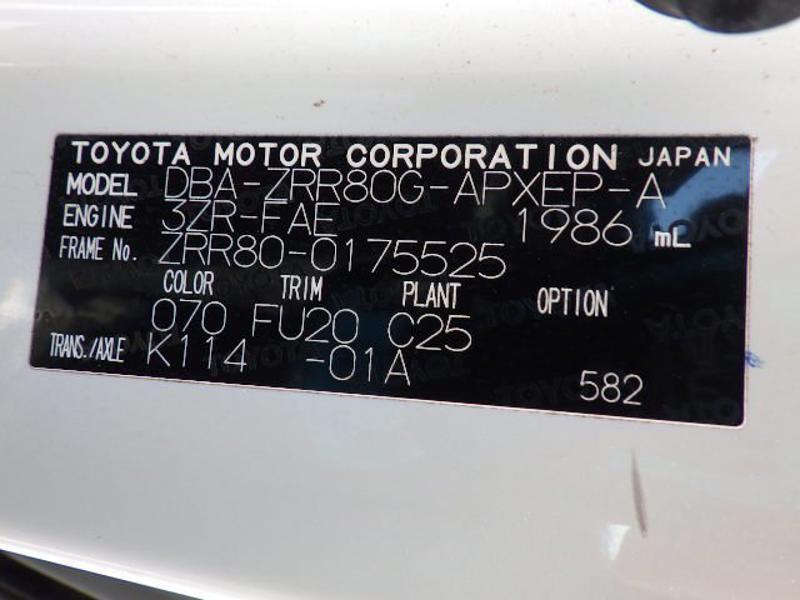 TOYOTA MOTOR CORPORATION JAPAN
MODEL DBA-ZRR80G-APXEP-A
ENGINE 3ZR-FAE 1986 mL
FRAME No. ZRR80-0175525
COLOR TRIM PLANT OPTION
070 FU20 C25
TRANS./AXLE K114 -01A
582